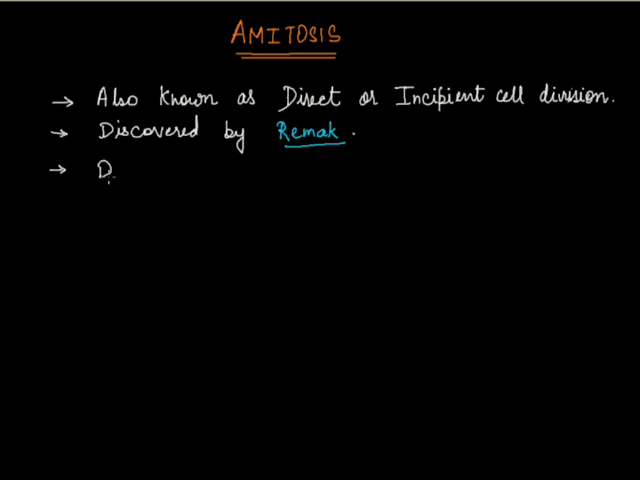 AMITOSIS
→ Also known as Direct or Incipient cell division.
→ Discovered by Remak.
→ D